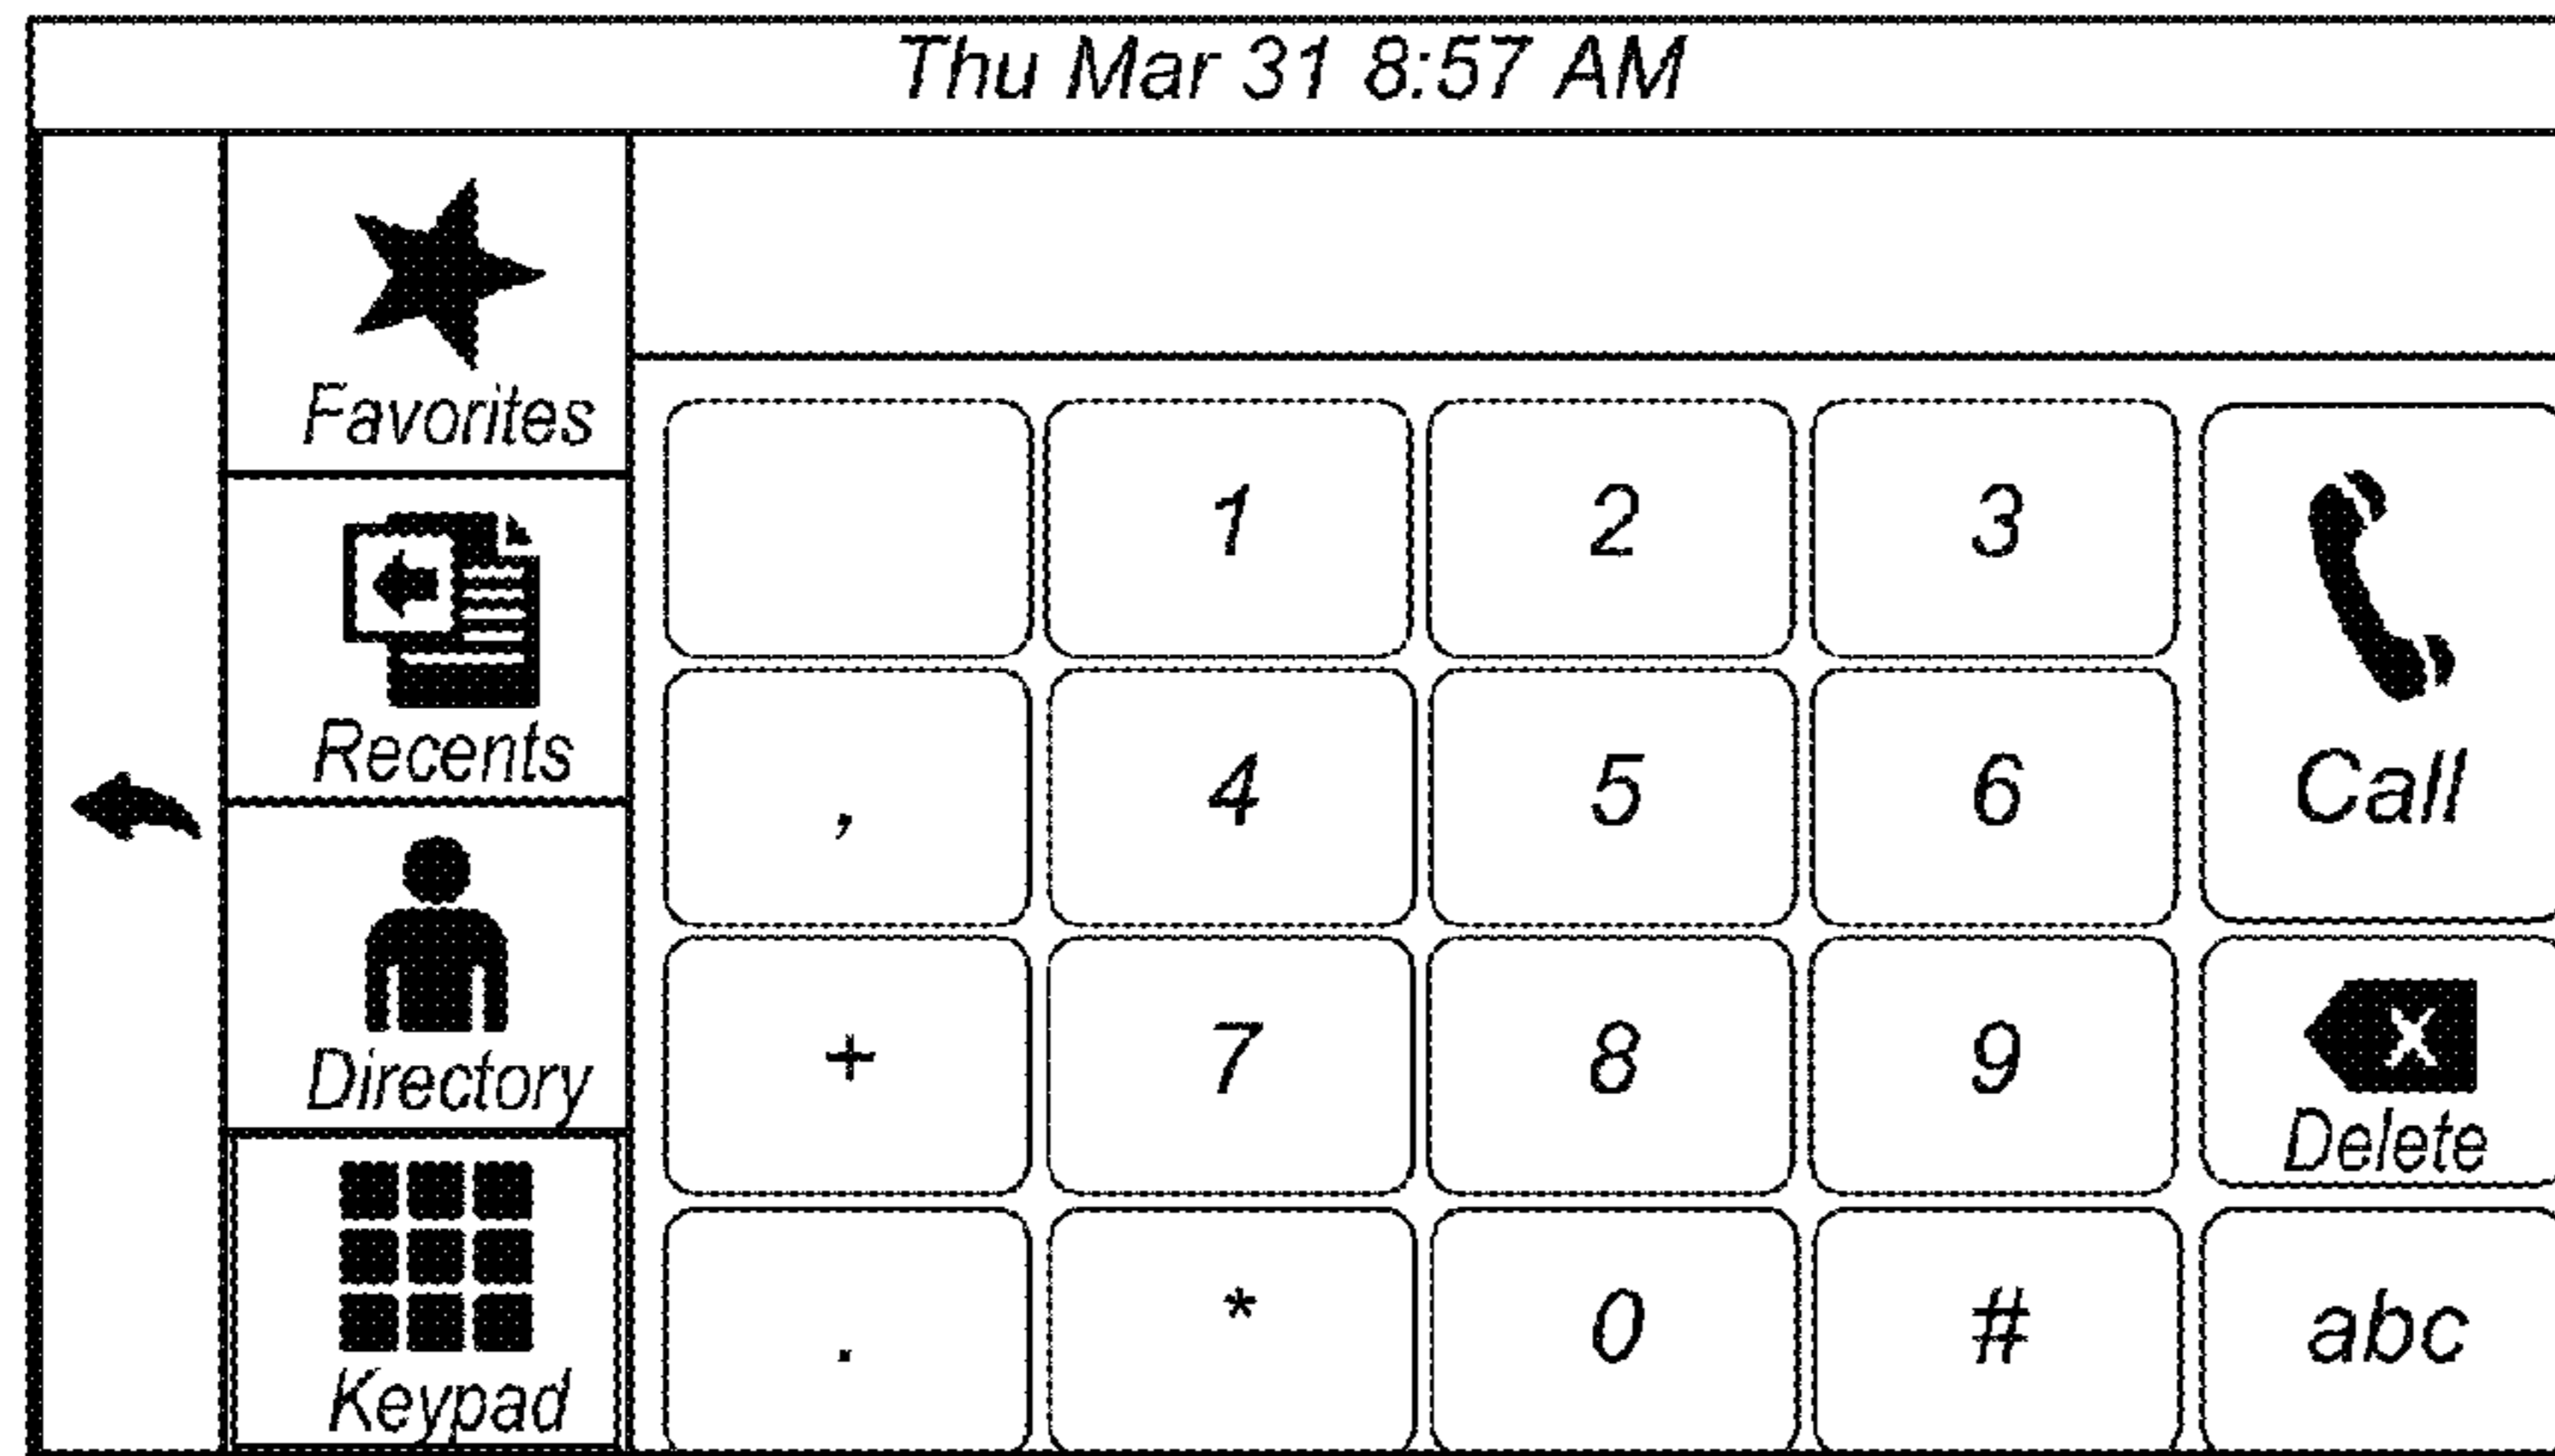 Thu Mar 31 8:57 AM
Favorites
Recents
Directory
Keypad
1 2 3
, 4 5 6
+ 7 8 9
. * 0 #
Call
Delete
abc